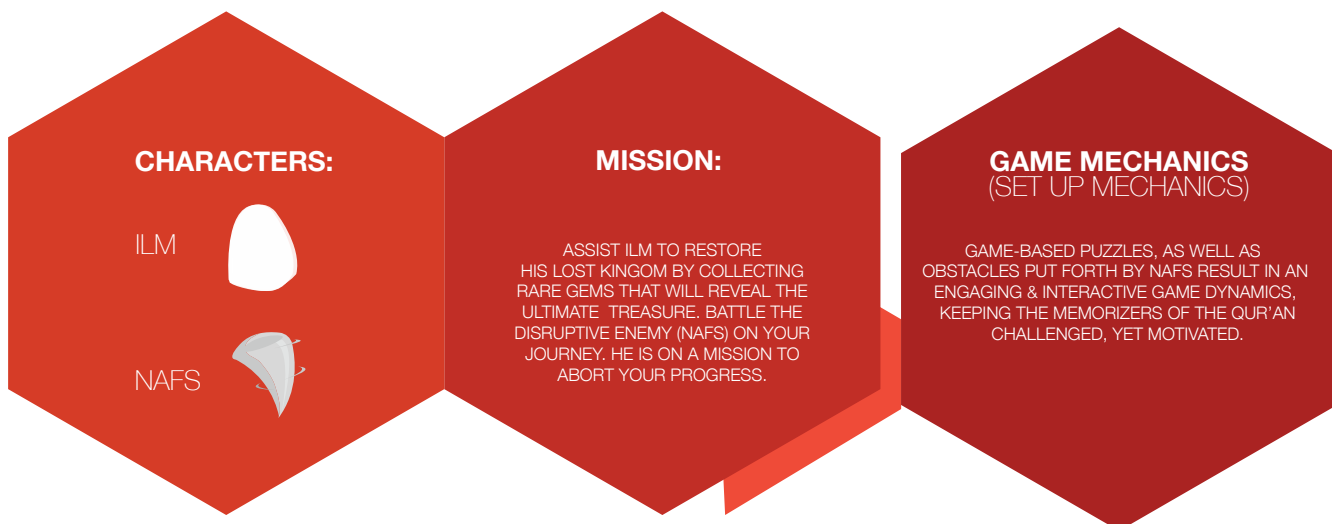 CHARACTERS:
ILM
NAFS
MISSION:
ASSIST ILM TO RESTORE
HIS LOST KINGOM BY COLLECTING
RARE GEMS THAT WILL REVEAL THE
ULTIMATE TREASURE. BATTLE THE
DISRUPTIVE ENEMY (NAFS) ON YOUR
JOURNEY. HE IS ON A MISSION TO
ABORT YOUR PROGRESS.
GAME MECHANICS
(SET UP MECHANICS)
GAME-BASED PUZZLES, AS WELL AS
OBSTACLES PUT FORTH BY NAFS RESULT IN AN
ENGAGING & INTERACTIVE GAME DYNAMICS,
KEEPING THE MEMORIZERS OF THE QUR’AN
CHALLENGED, YET MOTIVATED.